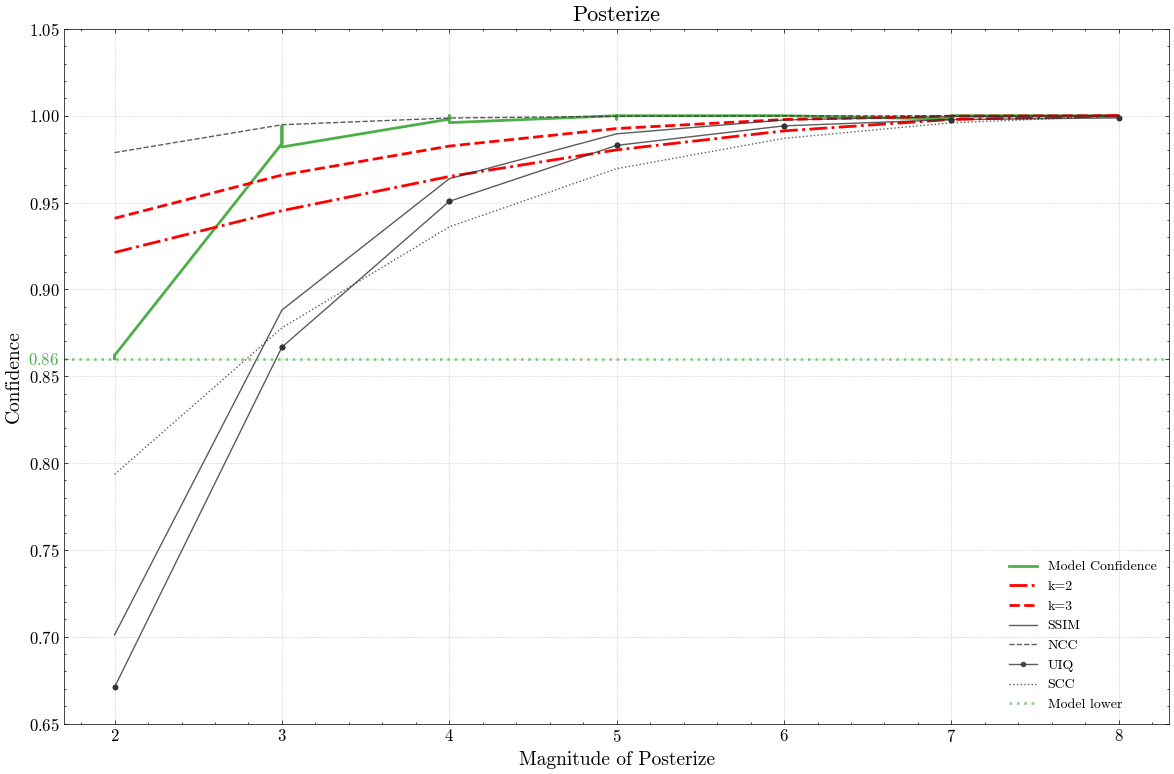 Posterize
1.05
1.00
0.95
0.90
0.86
0.85
0.80
0.75
0.70
0.65
Confidence
2 3 4 5 6 7 8
Magnitude of Posterize
Model Confidence
k=2
k=3
SSIM
NCC
UIQ
SCC
Model lower